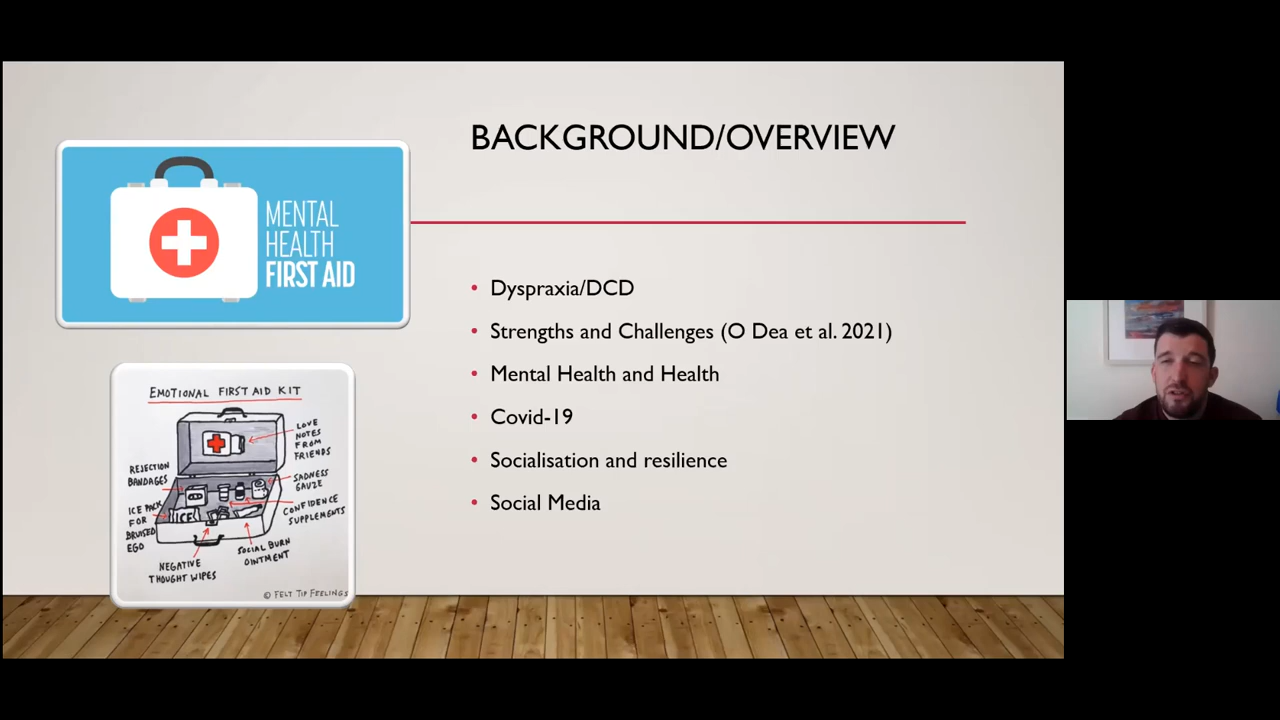 BACKGROUND/OVERVIEW
MENTAL
HEALTH
FIRST AID
• Dyspraxia/DCD
• Strengths and Challenges (O Dea et al. 2021)
• Mental Health and Health
• Covid-19
• Socialisation and resilience
• Social Media
EMOTIONAL FIRST AID KIT
LOVE
NOTES
FROM
FRIENDS
REJECTION
BANDAGES
SADNESS
GAUZE
ICE PACK
FOR
BRUISED
EGO
ICE
CONFIDENCE
SUPPLEMENTS
NEGATIVE
THOUGHT WIPES
SOCIAL BURN
OINTMENT
© FELT TIP FEELINGS